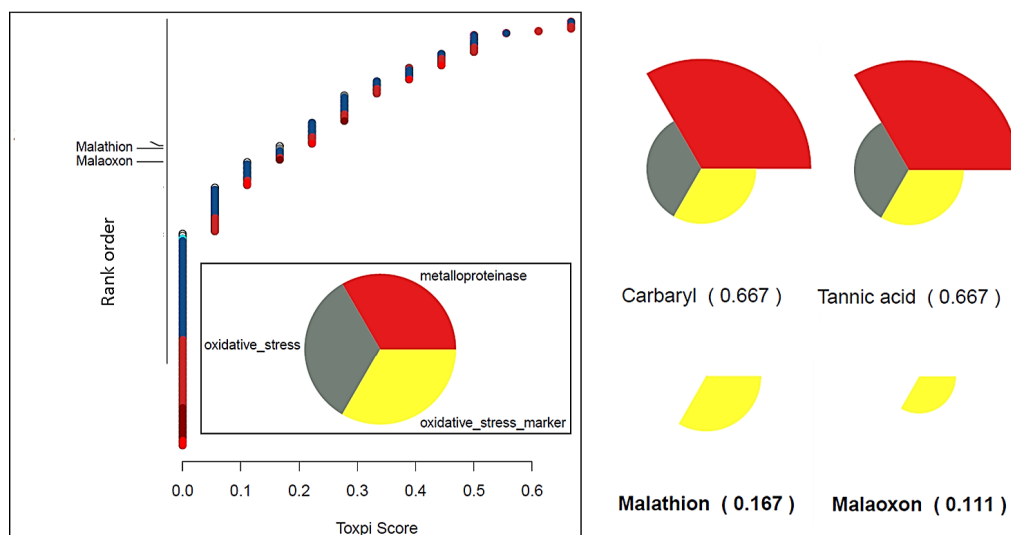 Malathion
Malaoxon
Rank order
metalloproteinase
oxidative_stress
oxidative_stress_marker
0.0 0.1 0.2 0.3 0.4 0.5 0.6
Toxpi Score
Carbaryl ( 0.667) Tannic acid ( 0.667)
Malathion ( 0.167) Malaoxon ( 0.111)